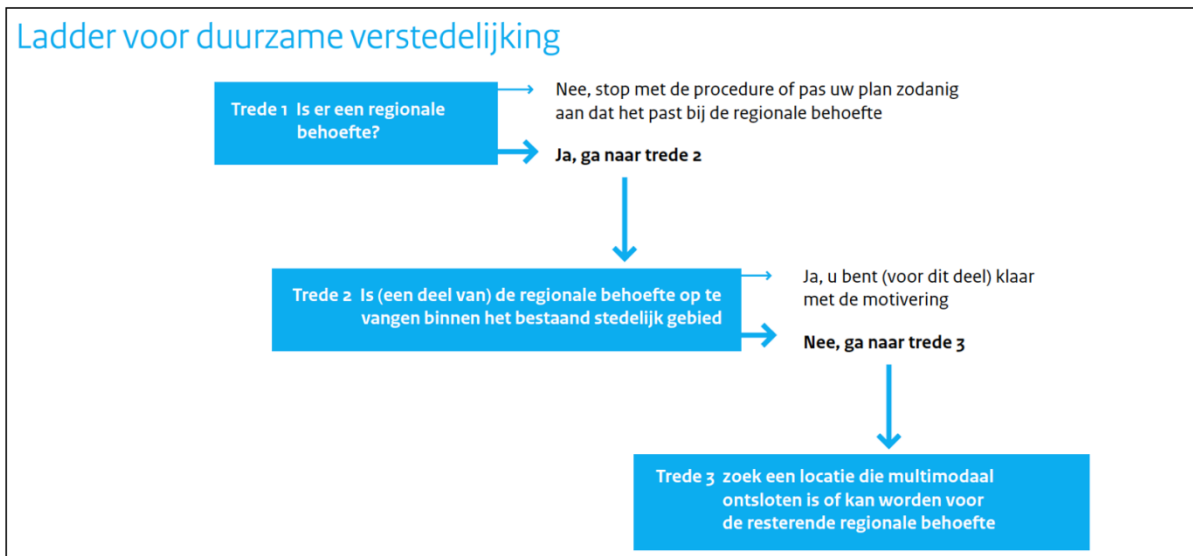 Ladder voor duurzame verstedelijking
Trede 1 Is er een regionale
behoefte?
Nee, stop met de procedure of pas uw plan zodanig
aan dat het past bij de regionale behoefte
Ja, ga naar trede 2
Trede 2 Is (een deel van) de regionale behoefte op te
vangen binnen het bestaand stedelijk gebied
Ja, u bent (voor dit deel) klaar
met de motivering
Nee, ga naar trede 3
Trede 3 zoek een locatie die multimodaal
ontsloten is of kan worden voor
de resterende regionale behoefte